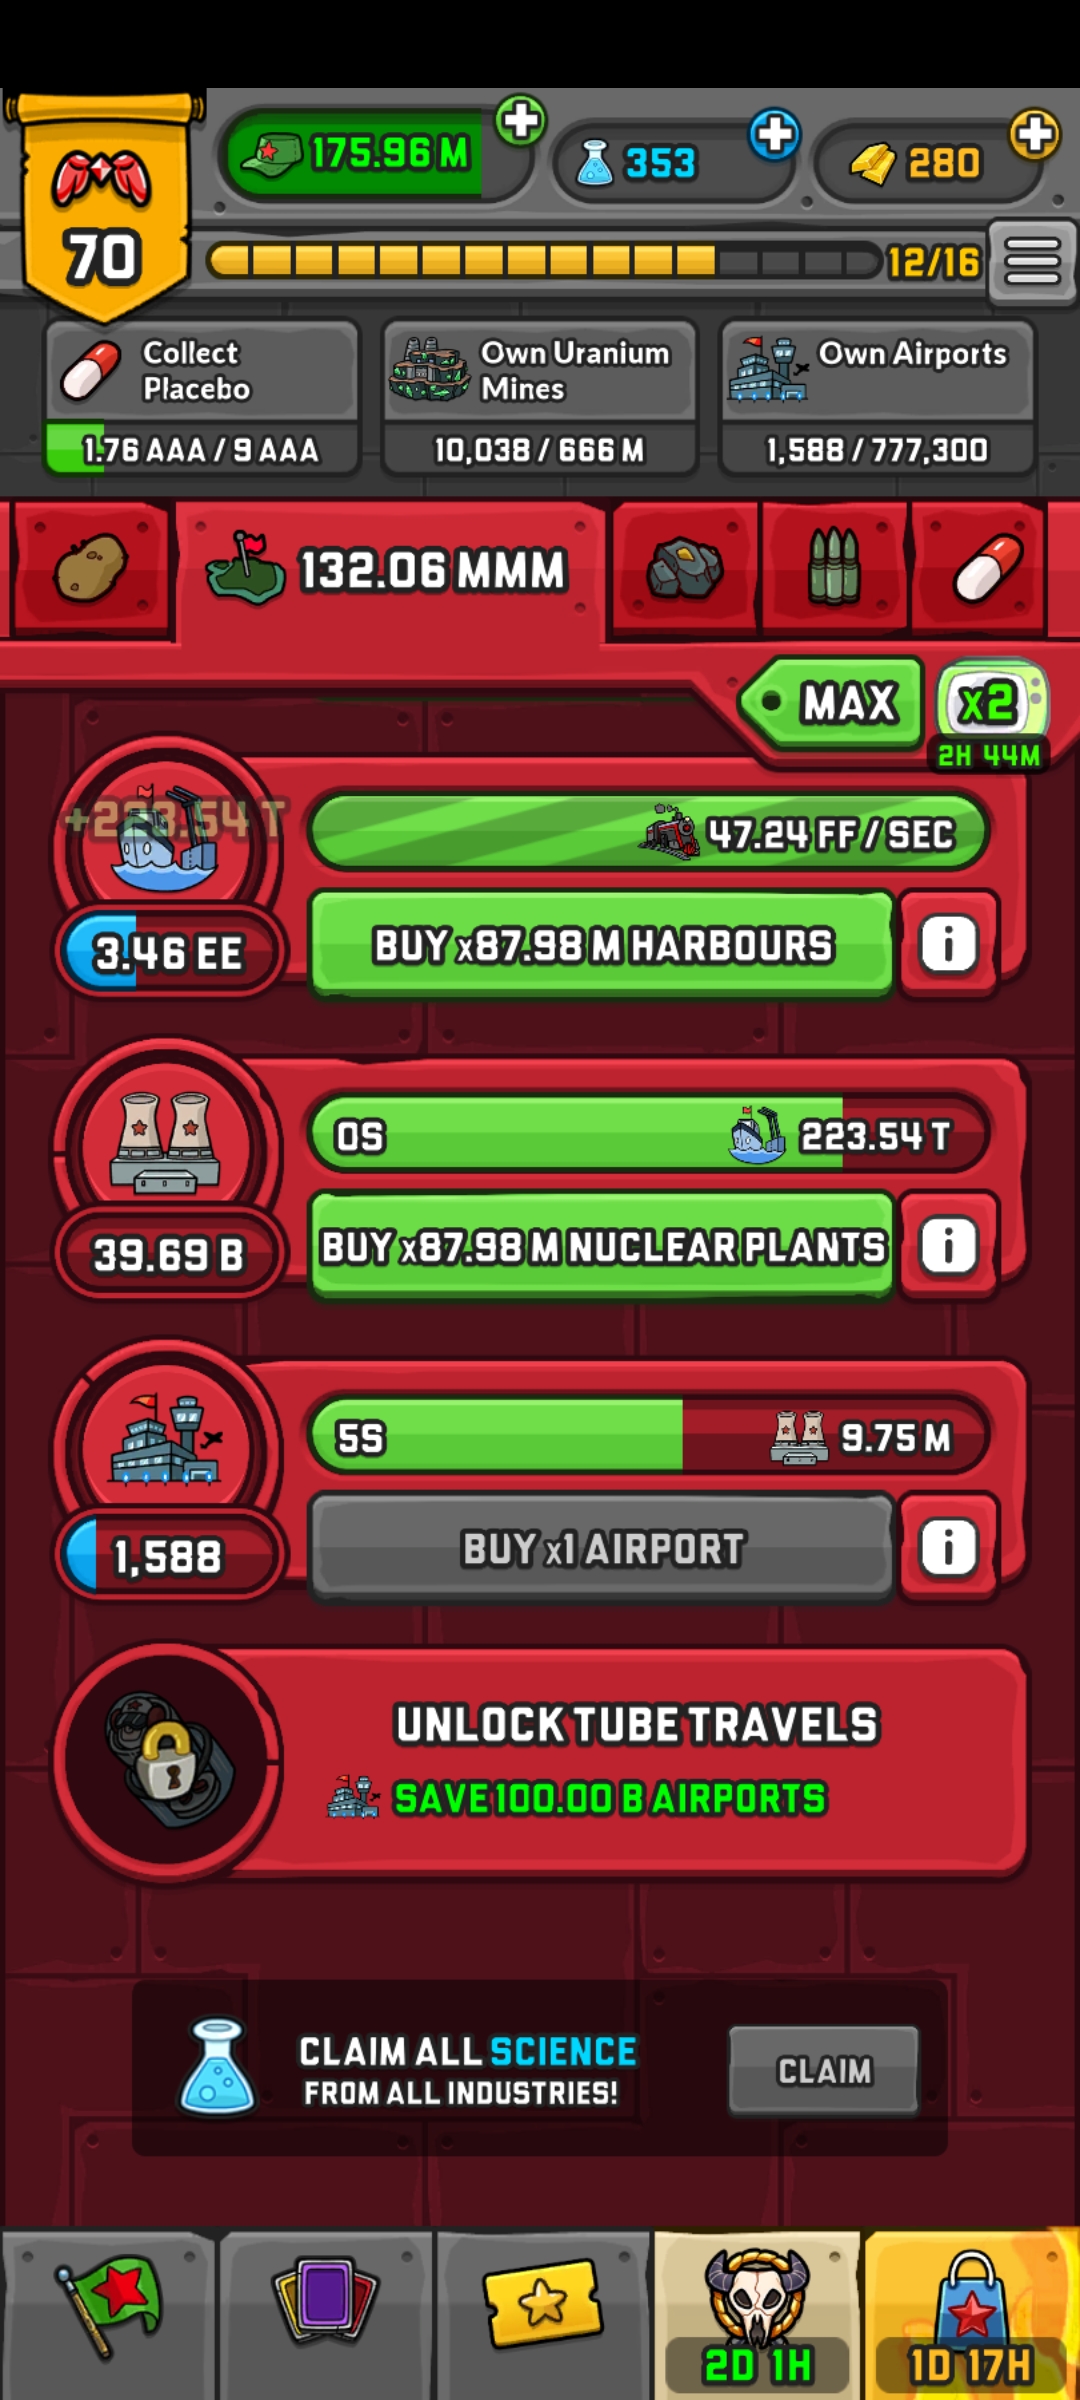 175.96 M
353
280
70
12/16
Collect
Placebo
1.76 AAA / 9 AAA
Own Uranium
Mines
10,038 / 666 M
Own Airports
1,588 / 777,300
132.06 MMM
MAX
x2
2H 44M
+223.54 T
47.24 FF / SEC
3.46 EE
BUY x87.98 M HARBOURS
i
0S
223.54 T
39.69 B
BUY x87.98 M NUCLEAR PLANTS
i
5S
9.75 M
1,588
BUY x1 AIRPORT
i
UNLOCK TUBE TRAVELS
SAVE 100.00 B AIRPORTS
CLAIM ALL SCIENCE
FROM ALL INDUSTRIES!
CLAIM
2D 1H
1D 17H